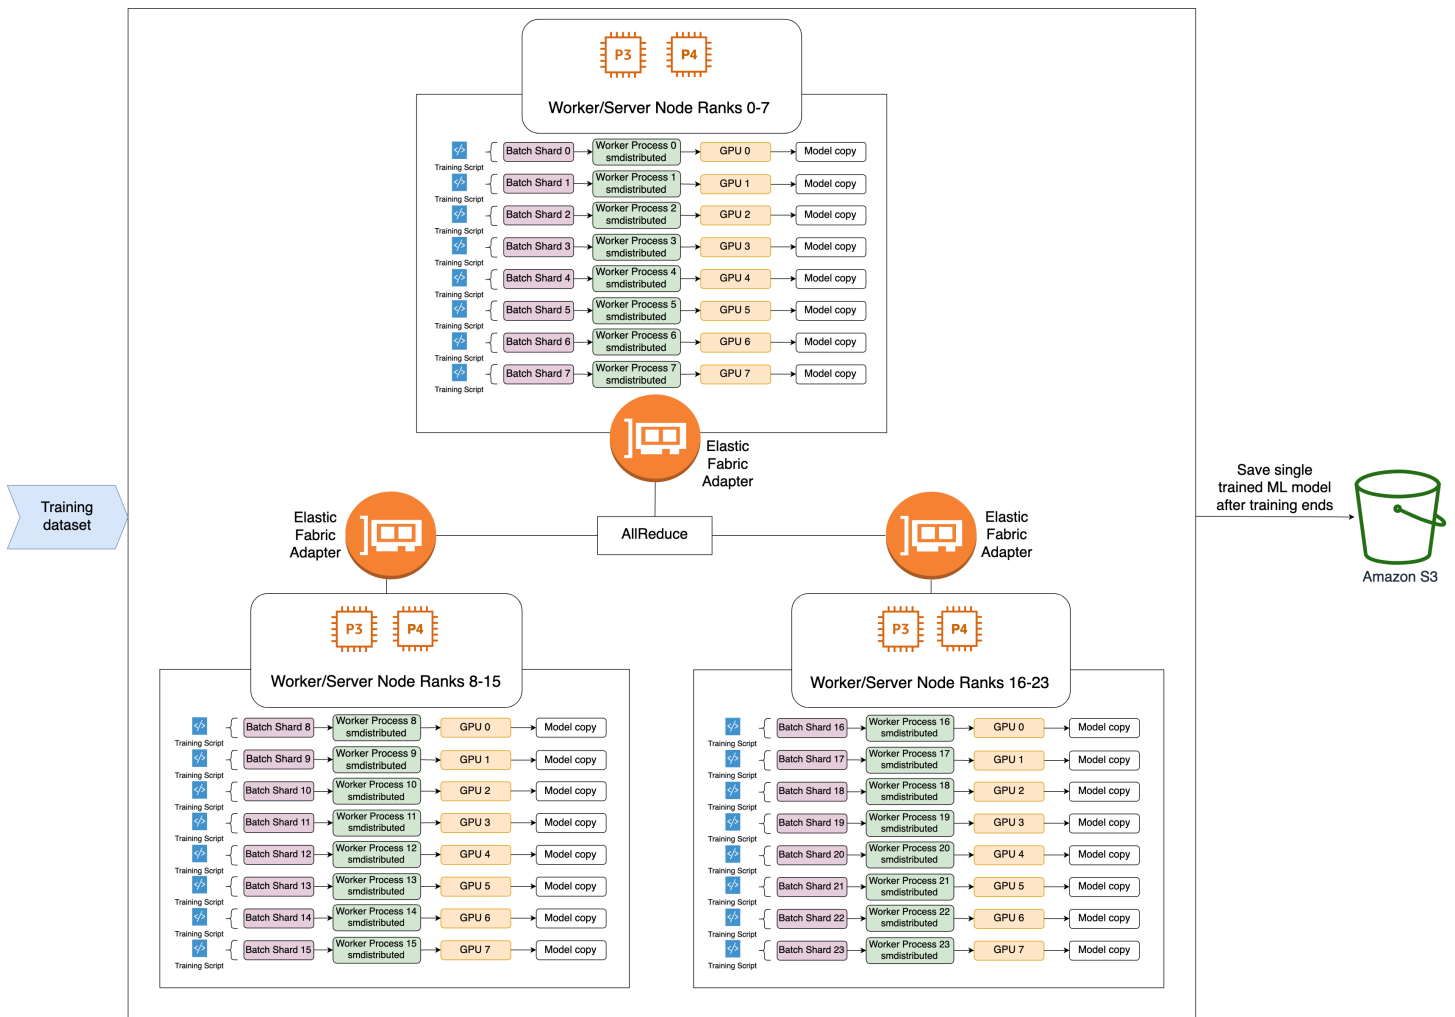 P3 P4
Worker/Server Node Ranks 0-7
Training Script
Batch Shard 0
Worker Process 0
smdistributed
GPU 0
Model copy
Training Script
Batch Shard 1
Worker Process 1
smdistributed
GPU 1
Model copy
Training Script
Batch Shard 2
Worker Process 2
smdistributed
GPU 2
Model copy
Training Script
Batch Shard 3
Worker Process 3
smdistributed
GPU 3
Model copy
Training Script
Batch Shard 4
Worker Process 4
smdistributed
GPU 4
Model copy
Training Script
Batch Shard 5
Worker Process 5
smdistributed
GPU 5
Model copy
Training Script
Batch Shard 6
Worker Process 6
smdistributed
GPU 6
Model copy
Training Script
Batch Shard 7
Worker Process 7
smdistributed
GPU 7
Model copy
Elastic
Fabric
Adapter
Training
dataset
Elastic
Fabric
Adapter
AllReduce
Elastic
Fabric
Adapter
Save single
trained ML model
after training ends
Amazon S3
P3 P4
Worker/Server Node Ranks 8-15
Training Script
Batch Shard 8
Worker Process 8
smdistributed
GPU 0
Model copy
Training Script
Batch Shard 9
Worker Process 9
smdistributed
GPU 1
Model copy
Training Script
Batch Shard 10
Worker Process 10
smdistributed
GPU 2
Model copy
Training Script
Batch Shard 11
Worker Process 11
smdistributed
GPU 3
Model copy
Training Script
Batch Shard 12
Worker Process 12
smdistributed
GPU 4
Model copy
Training Script
Batch Shard 13
Worker Process 13
smdistributed
GPU 5
Model copy
Training Script
Batch Shard 14
Worker Process 14
smdistributed
GPU 6
Model copy
Training Script
Batch Shard 15
Worker Process 15
smdistributed
GPU 7
Model copy
P3 P4
Worker/Server Node Ranks 16-23
Training Script
Batch Shard 16
Worker Process 16
smdistributed
GPU 0
Model copy
Training Script
Batch Shard 17
Worker Process 17
smdistributed
GPU 1
Model copy
Training Script
Batch Shard 18
Worker Process 18
smdistributed
GPU 2
Model copy
Training Script
Batch Shard 19
Worker Process 19
smdistributed
GPU 3
Model copy
Training Script
Batch Shard 20
Worker Process 20
smdistributed
GPU 4
Model copy
Training Script
Batch Shard 21
Worker Process 21
smdistributed
GPU 5
Model copy
Training Script
Batch Shard 22
Worker Process 22
smdistributed
GPU 6
Model copy
Training Script
Batch Shard 23
Worker Process 23
smdistributed
GPU 7
Model copy